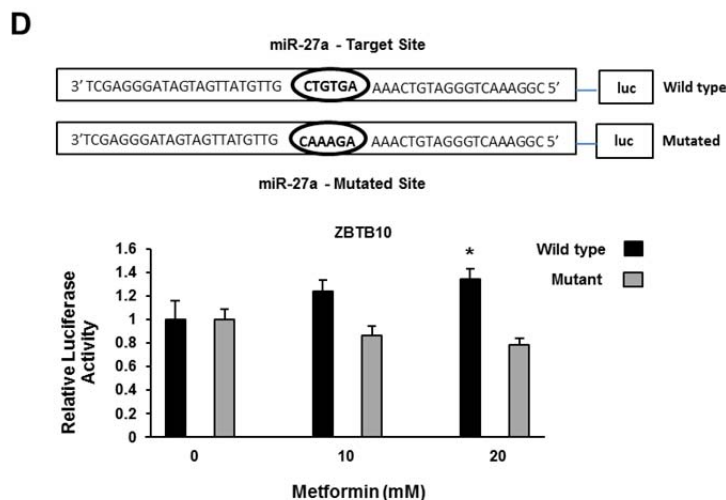 D
miR-27a - Target Site
3' TCGAGGGATAGTAGTTATGTTG CTGTGA AAACTGTAGGGTCAAAGGC 5' luc Wild type
3'TCGAGGGATAGTAGTTATGTTG CAAAGA AAACTGTAGGGTCAAAGGC 5' luc Mutated
miR-27a - Mutated Site
ZBTB10
Wild type
Mutant
Relative Luciferase
Activity
1.6
1.4
1.2
1
0.8
0.6
0.4
0.2
0
*
0 10 20
Metformin (mM)